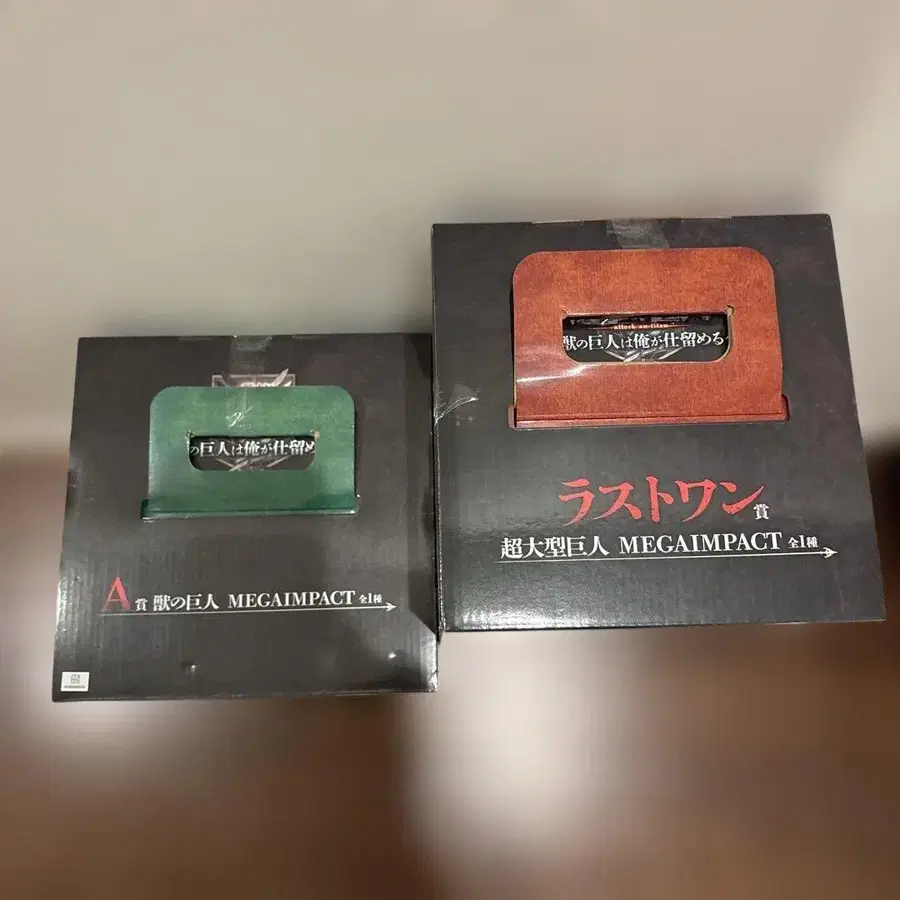 の巨人は俺が仕留め
A賞 獣の巨人 MEGAIMPACT 全1種
attack on titan
獣の巨人は俺が仕留める
ラストワン賞
超大型巨人 MEGAIMPACT 全1種